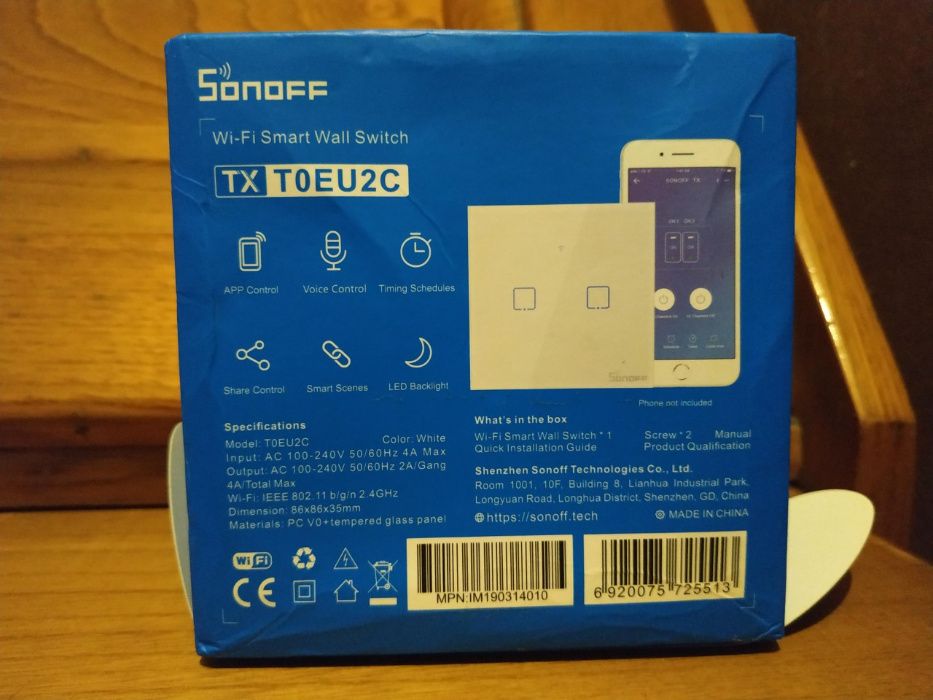 SONOFF
Wi-Fi Smart Wall Switch
TX T0EU2C
APP Control
Voice Control
Timing Schedules
Share Control
Smart Scenes
LED Backlight
SONOFF TX
SONOFF
Phone not included
Specifications
Model: T0EU2C Color: White
Input: AC 100-240V 50/60Hz 4A Max
Output: AC 100-240V 50/60Hz 2A/Gang
4A/Total Max
Wi-Fi: IEEE 802.11 b/g/n 2.4GHz
Dimension: 86x86x35mm
Materials: PC V0+tempered glass panel
What's in the box
Wi-Fi Smart Wall Switch * 1 Screw * 2 Manual
Quick Installation Guide Product Qualification
Shenzhen Sonoff Technologies Co., Ltd.
Room 1001, 10F, Building 8, Lianhua Industrial Park,
Longyuan Road, Longhua District, Shenzhen, GD, China
https://sonoff.tech MADE IN CHINA
WiFi
CE
MPN:IM190314010
6 920075 725513